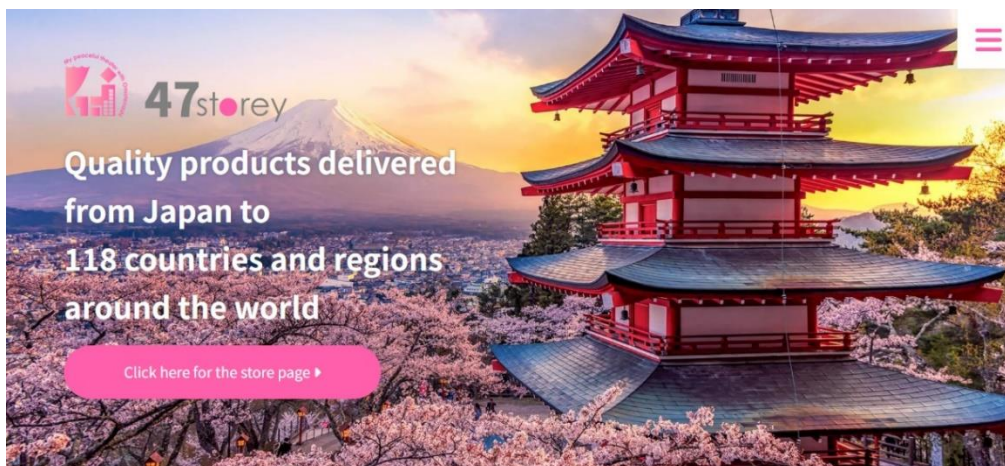 47storey
Quality products delivered
from Japan to
118 countries and regions
around the world
Click here for the store page